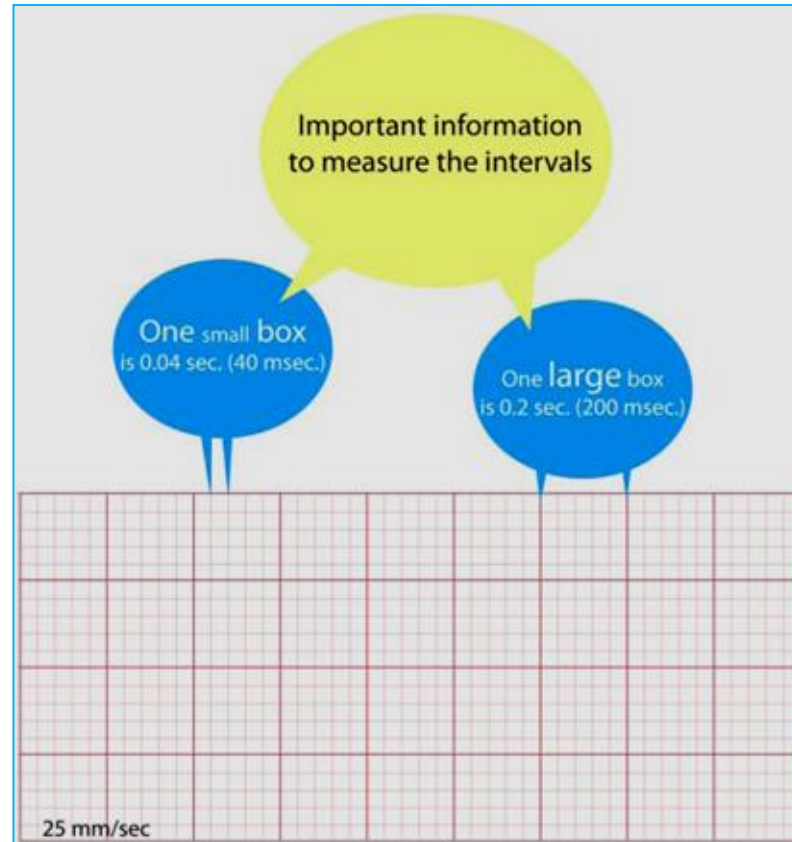 Important information
to measure the intervals
One small box
is 0.04 sec. (40 msec.)
One large box
is 0.2 sec. (200 msec.)
25 mm/sec